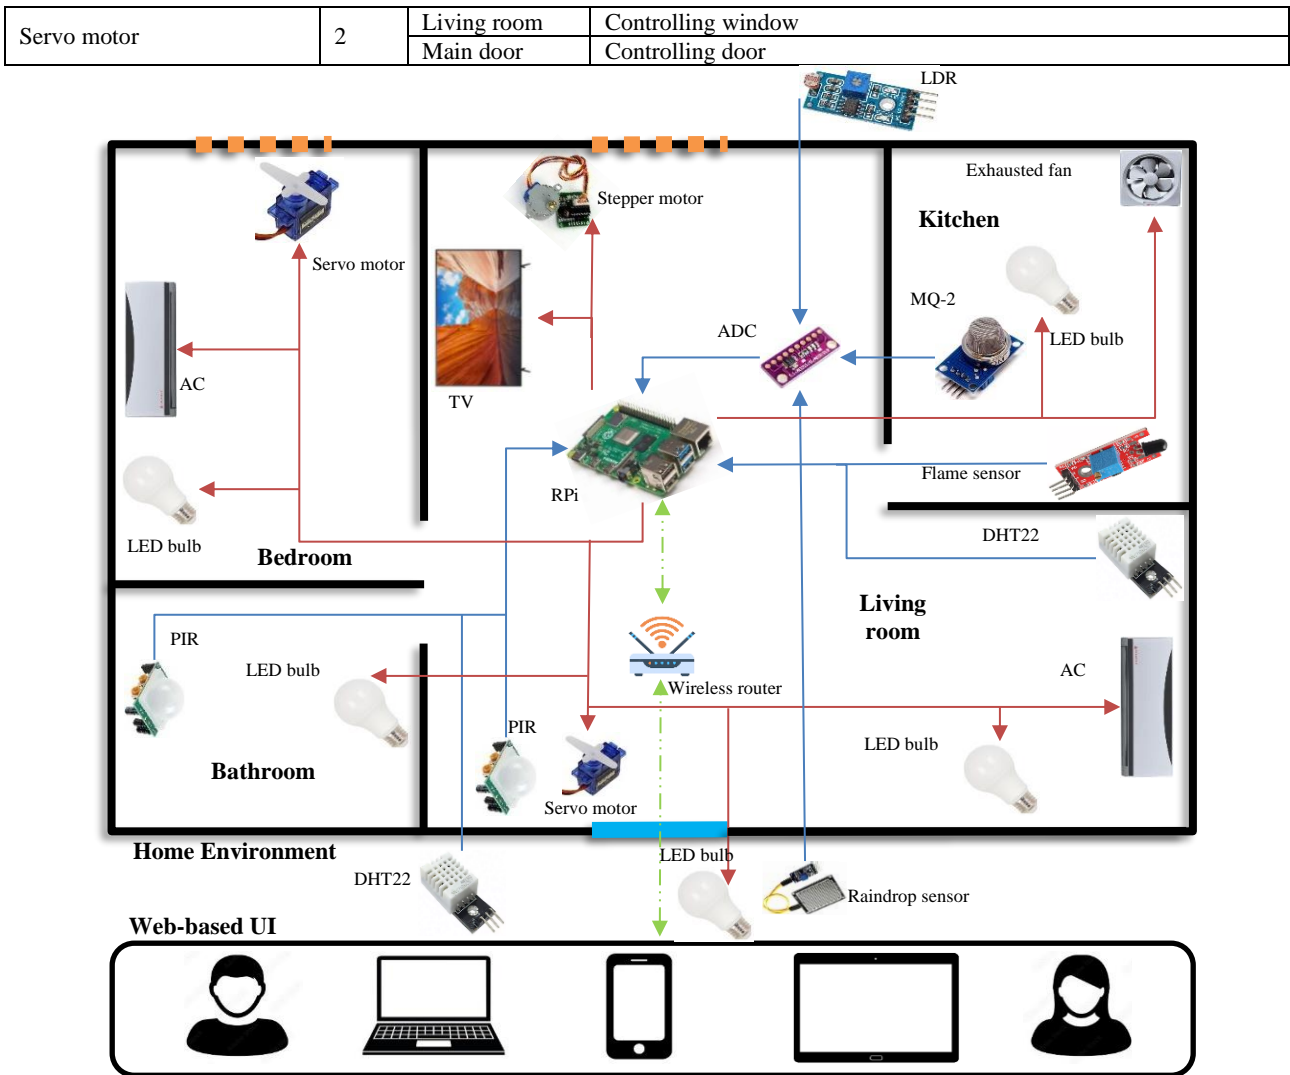 Servo motor 2 Living room Controlling window
Main door Controlling door
LDR
Exhausted fan
Stepper motor
Kitchen
Servo motor
MQ-2
ADC
LED bulb
AC
TV
Flame sensor
RPi
DHT22
LED bulb
Bedroom
Living
room
PIR
LED bulb
AC
Wireless router
PIR
LED bulb
Bathroom
Servo motor
Home Environment
LED bulb
DHT22
Raindrop sensor
Web-based UI